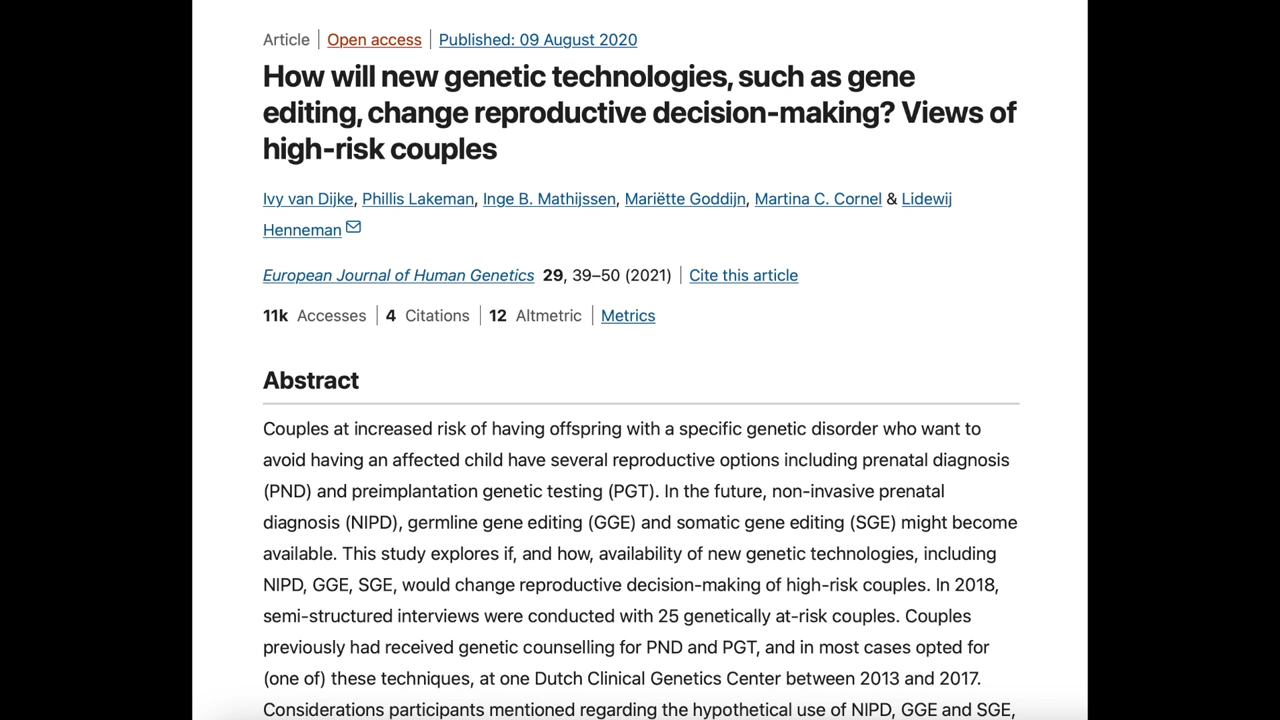 Article | Open access | Published: 09 August 2020
How will new genetic technologies, such as gene
editing, change reproductive decision-making? Views of
high-risk couples
Ivy van Dijke, Phillis Lakeman, Inge B. Mathijssen, Mariëtte Goddijn, Martina C. Cornel & Lidewij
Henneman
European Journal of Human Genetics 29, 39–50 (2021) | Cite this article
11k Accesses | 4 Citations | 12 Altmetric | Metrics
Abstract
Couples at increased risk of having offspring with a specific genetic disorder who want to
avoid having an affected child have several reproductive options including prenatal diagnosis
(PND) and preimplantation genetic testing (PGT). In the future, non-invasive prenatal
diagnosis (NIPD), germline gene editing (GGE) and somatic gene editing (SGE) might become
available. This study explores if, and how, availability of new genetic technologies, including
NIPD, GGE, SGE, would change reproductive decision-making of high-risk couples. In 2018,
semi-structured interviews were conducted with 25 genetically at-risk couples. Couples
previously had received genetic counselling for PND and PGT, and in most cases opted for
(one of) these techniques, at one Dutch Clinical Genetics Center between 2013 and 2017.
Considerations participants mentioned regarding the hypothetical use of NIPD, GGE and SGE,